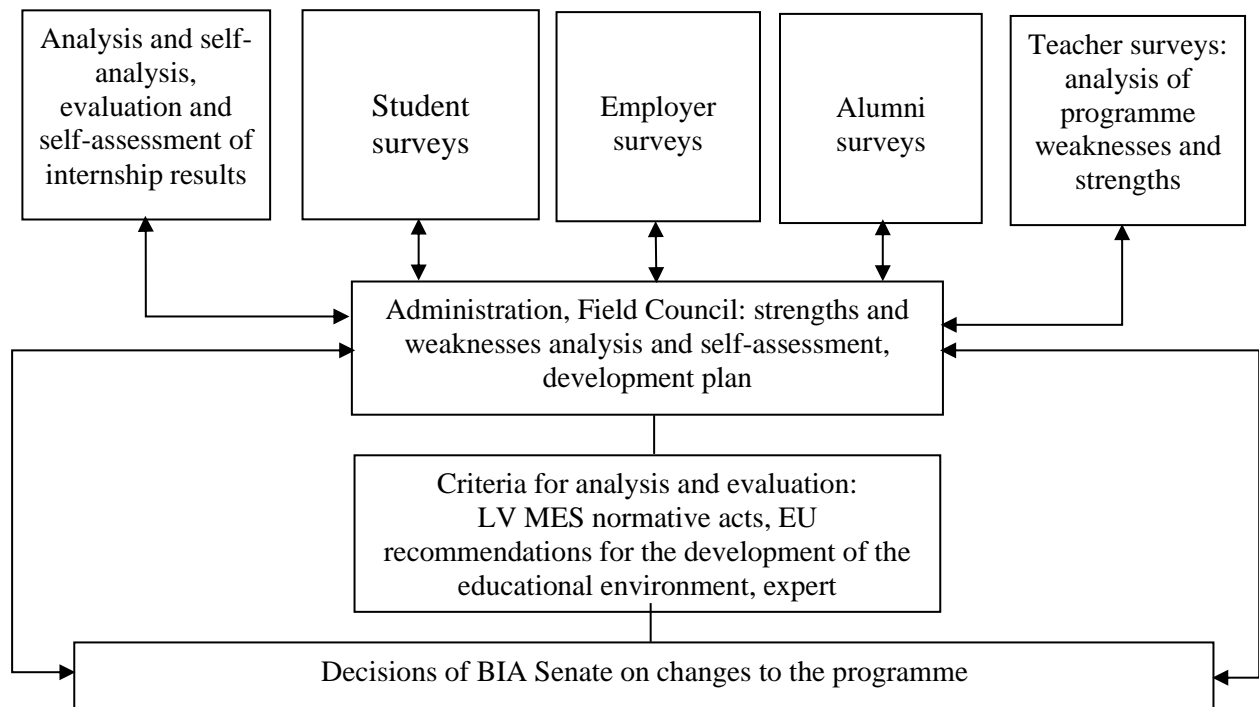 Analysis and self-
analysis,
evaluation and
self-assessment of
internship results
Student
surveys
Employer
surveys
Alumni
surveys
Teacher surveys:
analysis of
programme
weaknesses and
strengths
Administration, Field Council: strengths and
weaknesses analysis and self-assessment,
development plan
Criteria for analysis and evaluation:
LV MES normative acts, EU
recommendations for the development of the
educational environment, expert
Decisions of BIA Senate on changes to the programme